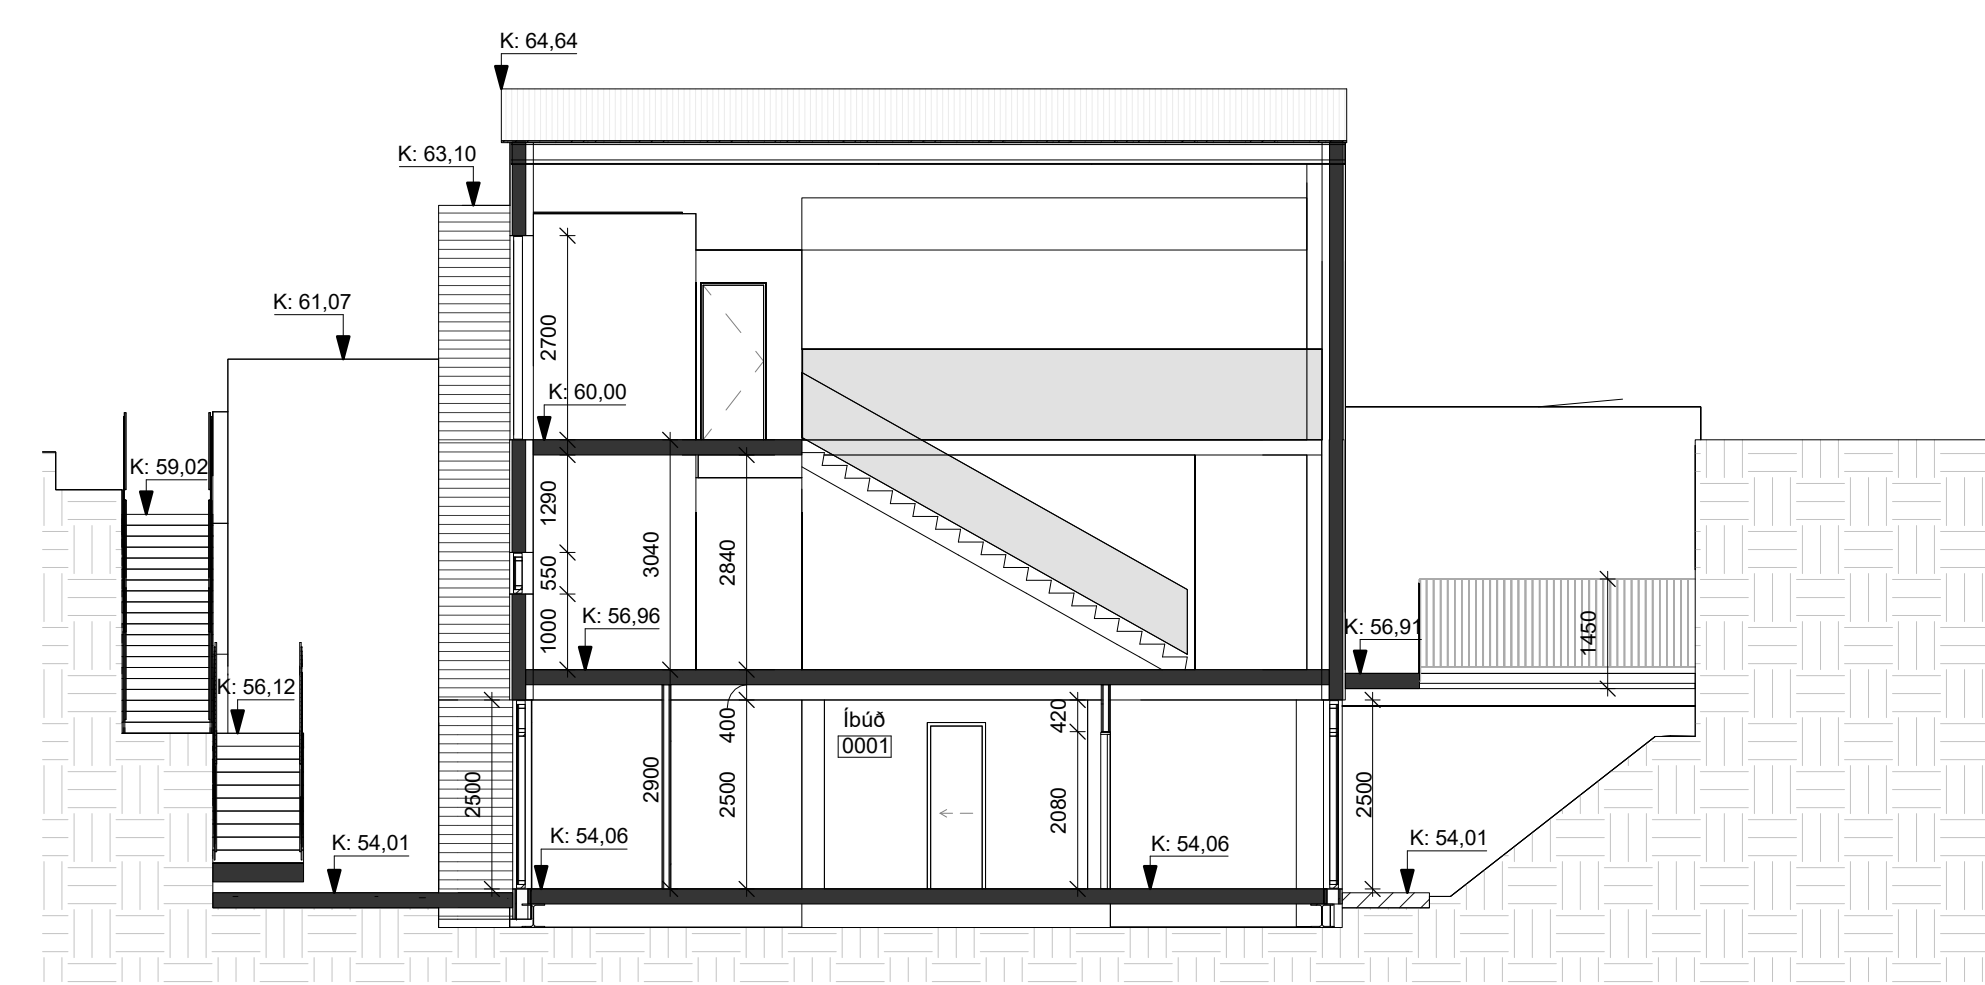 K: 64,64
K: 63,10
K: 61,07
2700
K: 60,00
K: 59,02
1290
550
1000
3040
2840
K: 56,96
K: 56,91
1450
K: 56,12
400
420
Íbúð
0001
2500
2900
2500
2080
2500
K: 54,01
K: 54,06
K: 54,06
K: 54,01